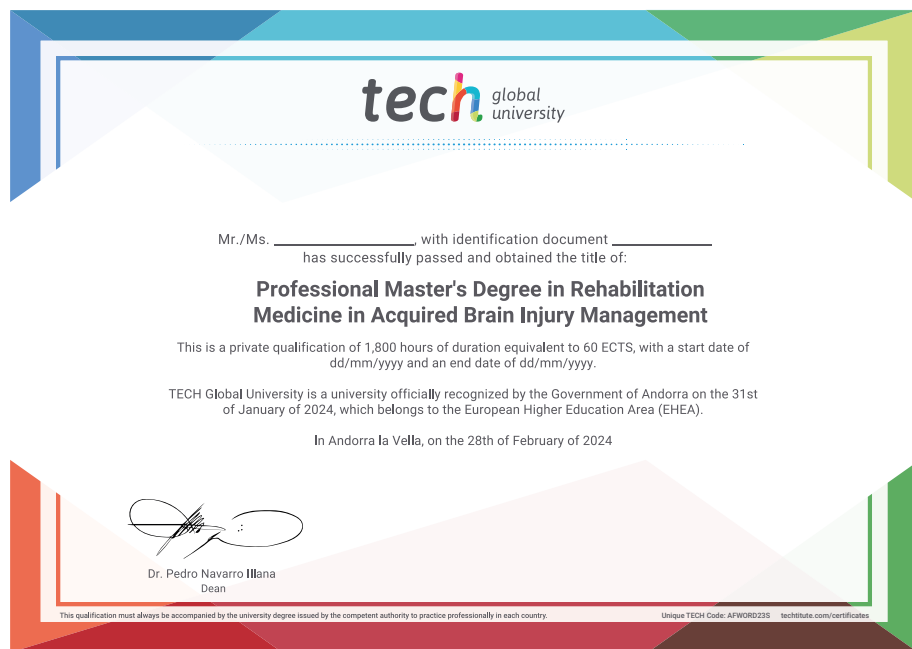 tech global university
Mr./Ms. ______________, with identification document __________
has successfully passed and obtained the title of:
Professional Master's Degree in Rehabilitation
Medicine in Acquired Brain Injury Management
This is a private qualification of 1,800 hours of duration equivalent to 60 ECTS, with a start date of
dd/mm/yyyy and an end date of dd/mm/yyyy.
TECH Global University is a university officially recognized by the Government of Andorra on the 31st
of January of 2024, which belongs to the European Higher Education Area (EHEA).
In Andorra la Vella, on the 28th of February of 2024
Dr. Pedro Navarro Illana
Dean
This qualification must always be accompanied by the university degree issued by the competent authority to practice professionally in each country. Unique TECH Code: AFWORD23S techtitute.com/certificates